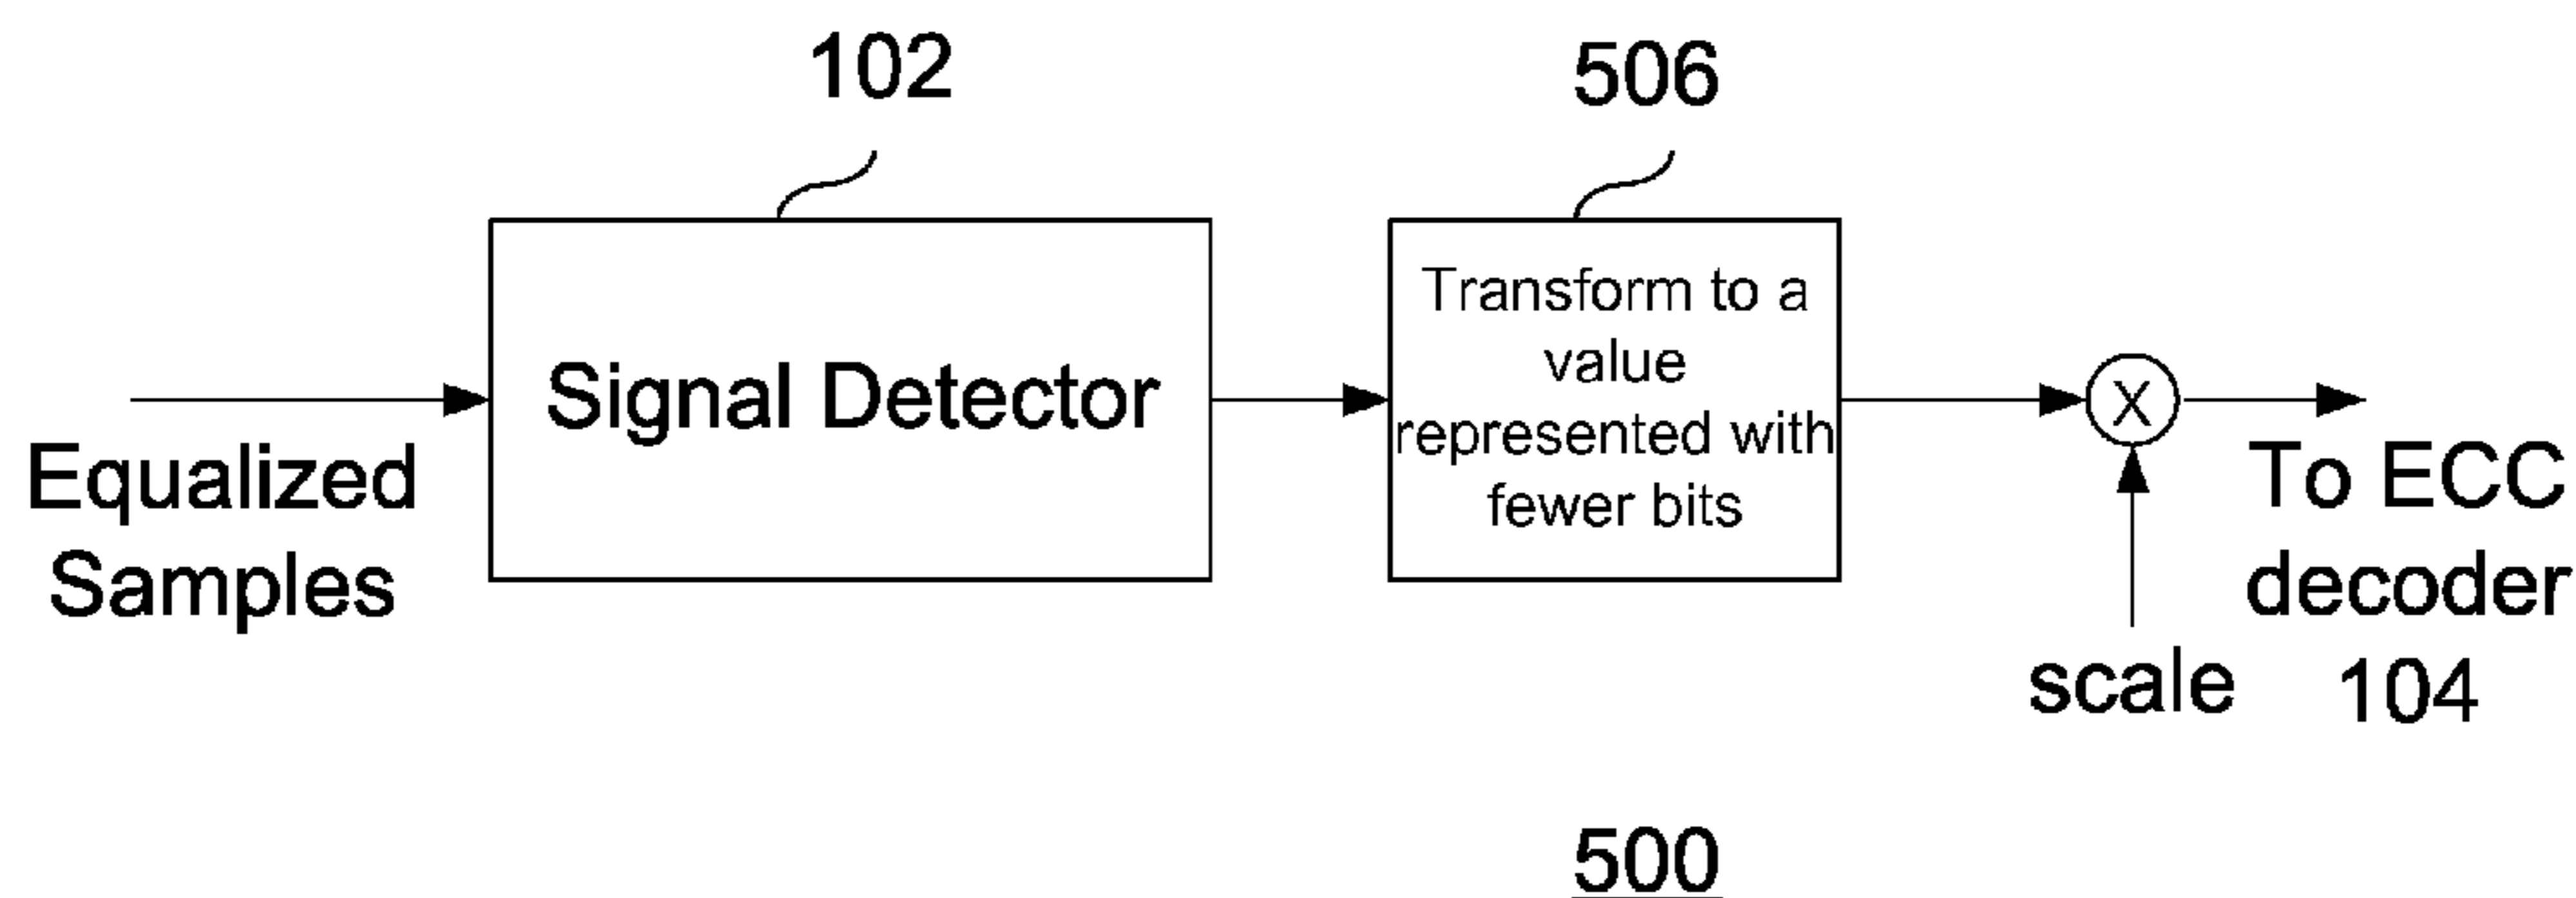 102
506
Equalized
Samples
Signal Detector
Transform to a
value
represented with
fewer bits
X
scale
To ECC
decoder
104
500